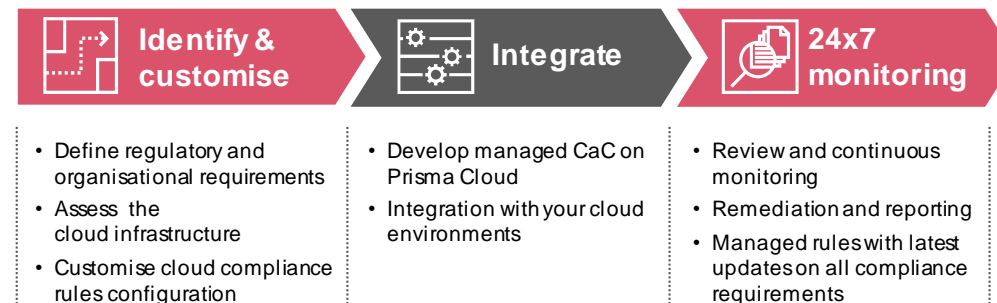 Identify &
customise
Integrate
24x7
monitoring
• Define regulatory and
organisational requirements
• Assess the
cloud infrastructure
• Customise cloud compliance
rules configuration
• Develop managed CaC on
Prisma Cloud
• Integration with your cloud
environments
• Review and continuous
monitoring
• Remediation and reporting
• Managed rules with latest
updates on all compliance
requirements